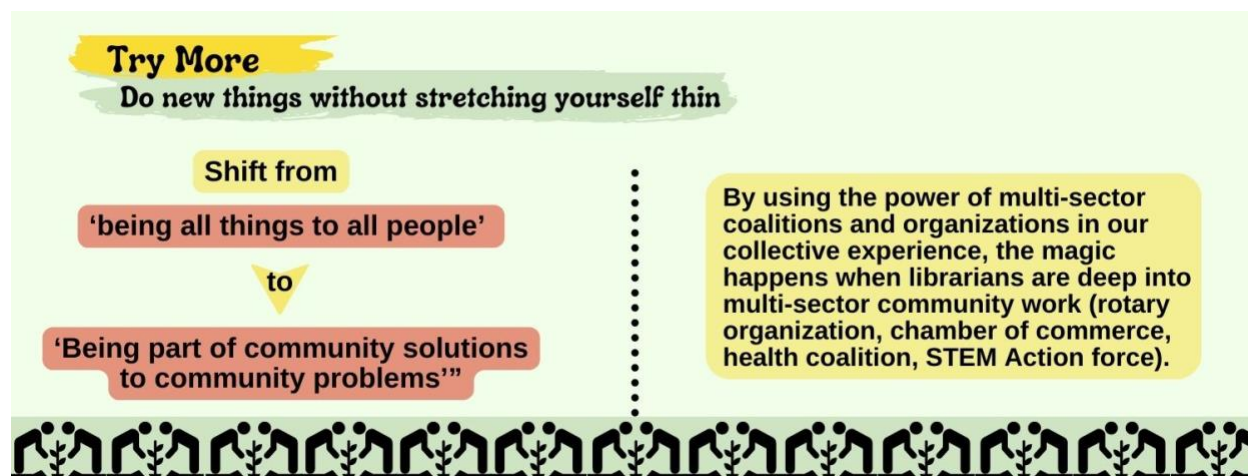 Try More
Do new things without stretching yourself thin
Shift from
‘being all things to all people’
to
‘Being part of community solutions
to community problems’”
By using the power of multi-sector
coalitions and organizations in our
collective experience, the magic
happens when librarians are deep into
multi-sector community work (rotary
organization, chamber of commerce,
health coalition, STEM Action force).